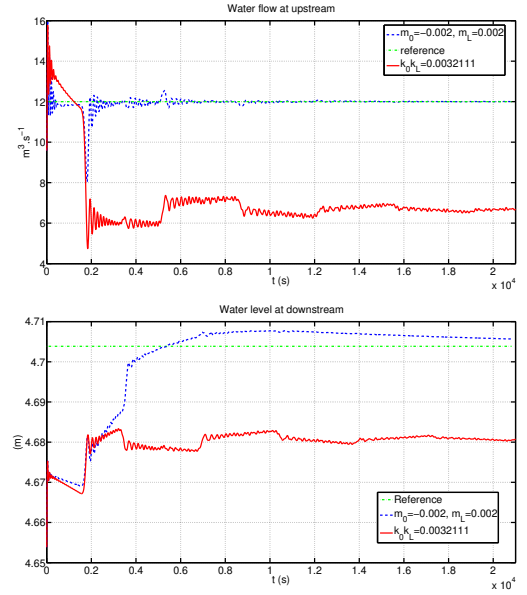 Water flow at upstream
16
14
12
10
8
6
4
m³.s⁻¹
m₀=−0.002, m_L=0.002
reference
k₀k_L=0.0032111
0 0.2 0.4 0.6 0.8 1 1.2 1.4 1.6 1.8 2
t (s)
x 10⁴
Water level at downstream
4.71
4.7
4.69
4.68
4.67
4.66
4.65
(m)
Reference
m₀=−0.002, m_L=0.002
k₀k_L=0.0032111
0 0.2 0.4 0.6 0.8 1 1.2 1.4 1.6 1.8 2
t (s)
x 10⁴